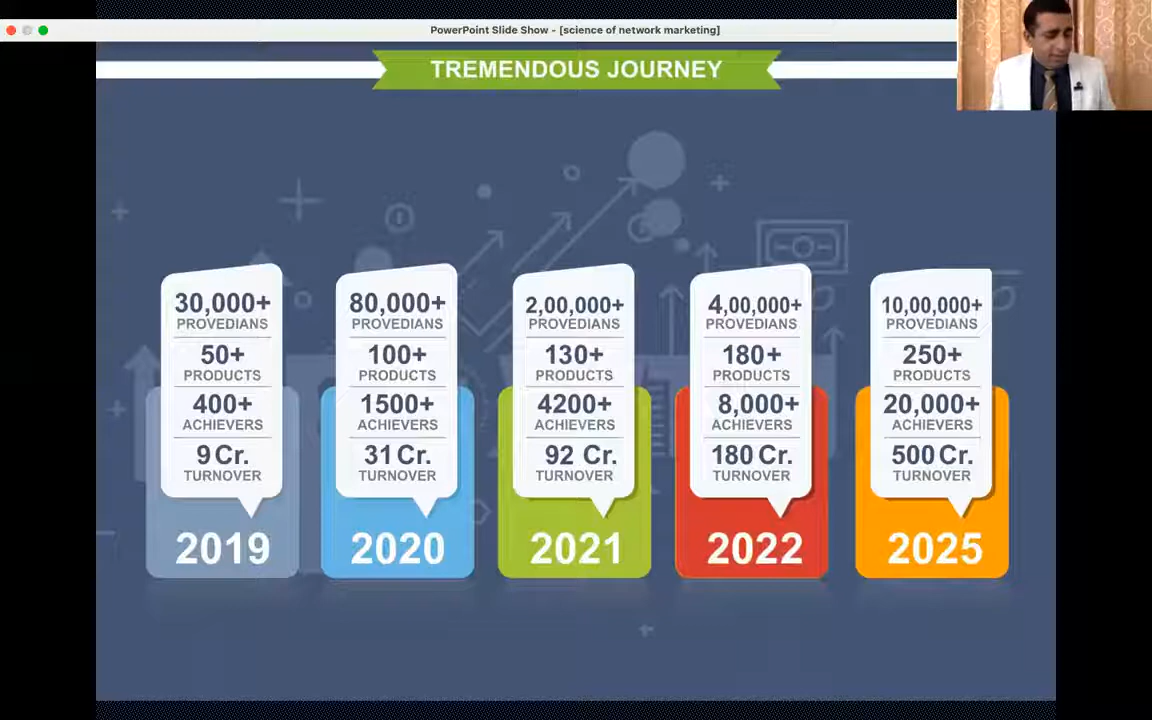 PowerPoint Slide Show - [science of network marketing]
TREMENDOUS JOURNEY
30,000+
PROVEDIANS
50+
PRODUCTS
400+
ACHIEVERS
9 Cr.
TURNOVER
2019
80,000+
PROVEDIANS
100+
PRODUCTS
1500+
ACHIEVERS
31 Cr.
TURNOVER
2020
2,00,000+
PROVEDIANS
130+
PRODUCTS
4200+
ACHIEVERS
92 Cr.
TURNOVER
2021
4,00,000+
PROVEDIANS
180+
PRODUCTS
8,000+
ACHIEVERS
180 Cr.
TURNOVER
2022
10,00,000+
PROVEDIANS
250+
PRODUCTS
20,000+
ACHIEVERS
500 Cr.
TURNOVER
2025